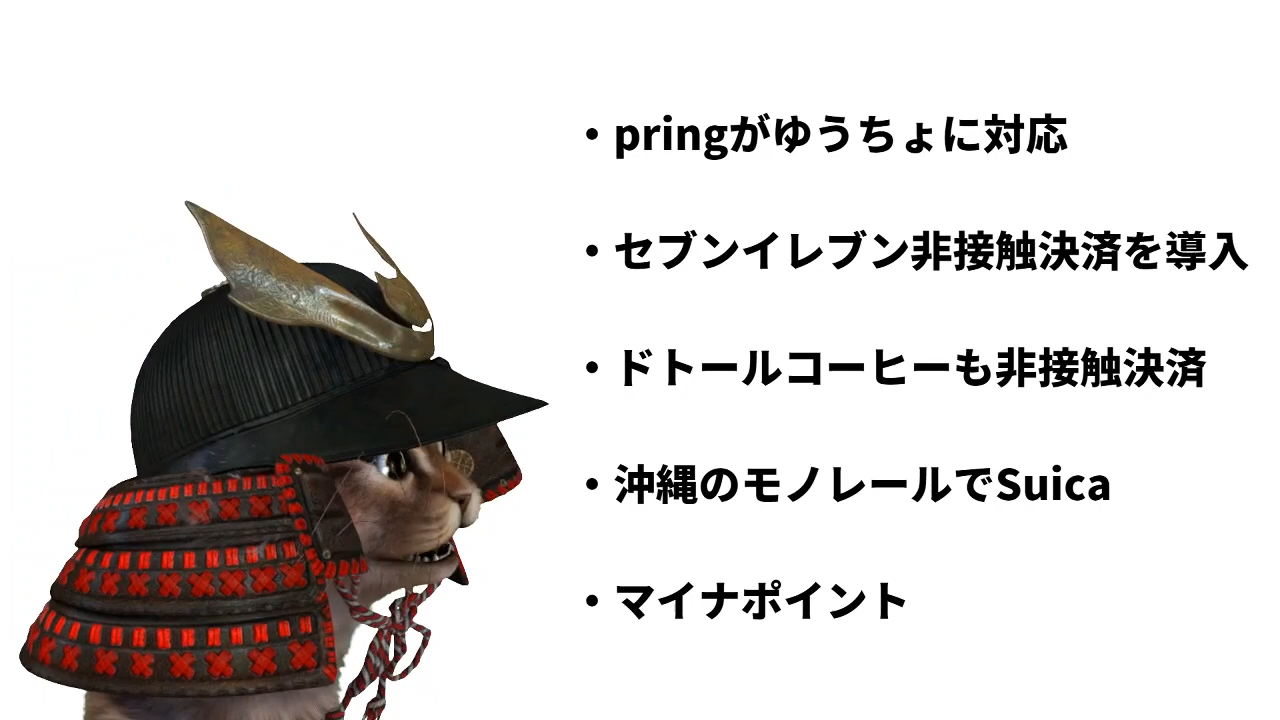 ・pringがゆうちょに対応
・セブンイレブン非接触決済を導入
・ドトールコーヒーも非接触決済
・沖縄のモノレールでSuica
・マイナポイント